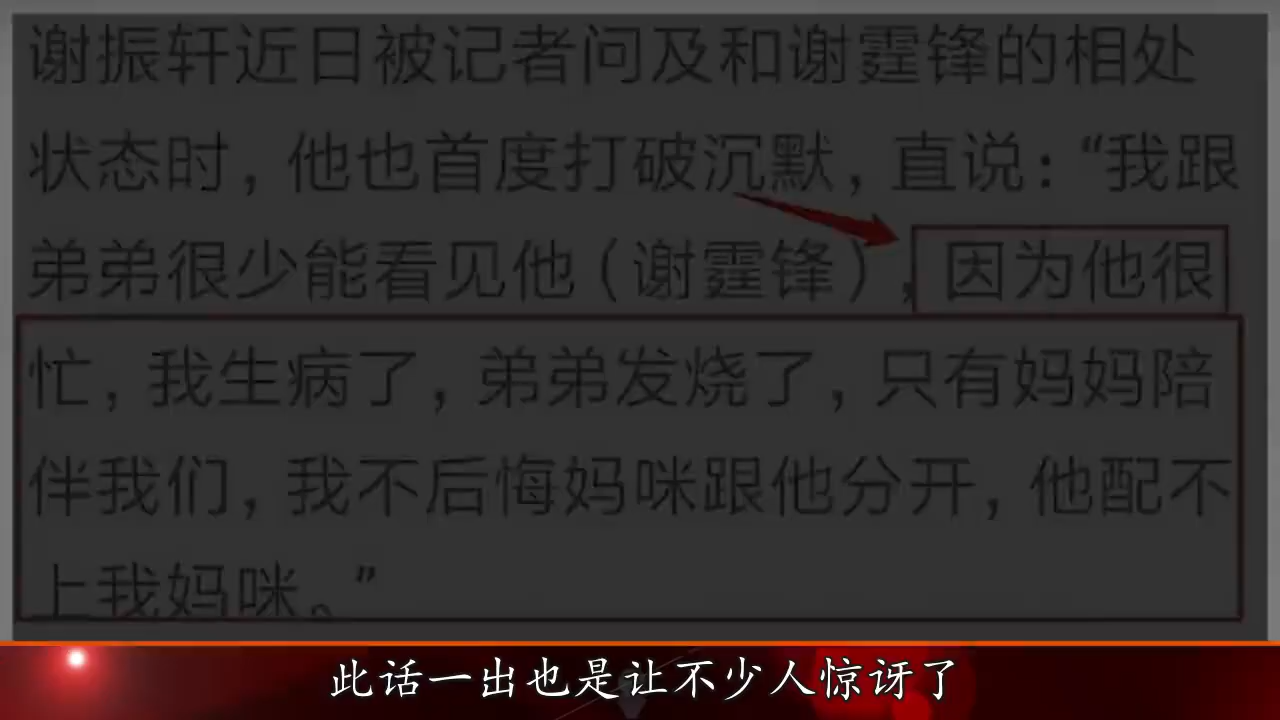 谢振轩近日被记者问及和谢霆锋的相处
状态时，他也首度打破沉默，直说：“我跟
弟弟很少能看见他（谢霆锋），因为他很
忙，我生病了，弟弟发烧了，只有妈妈陪
伴我们，我不后悔妈咪跟他分开，他配不
上我妈咪。”
此话一出也是让不少人惊讶了